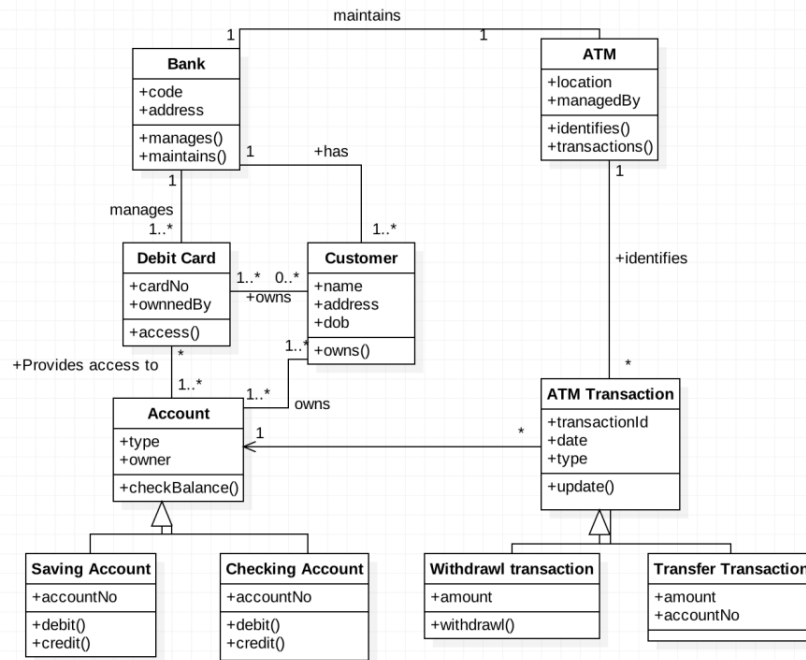 maintains
1
1
Bank
+code
+address
+manages()
+maintains()
ATM
+location
+managedBy
+identifies()
+transactions()
1
+has
1
1
manages
1..*
1..*
Debit Card
+cardNo
+ownnedBy
+access()
1..*
0..*
+owns
Customer
+name
+address
+dob
+owns()
+identifies
*
+Provides access to
1..*
1..*
1..*
owns
*
Account
+type
+owner
+checkBalance()
1
*
ATM Transaction
+transactionId
+date
+type
+update()
Saving Account
+accountNo
+debit()
+credit()
Checking Account
+accountNo
+debit()
+credit()
Withdrawl transaction
+amount
+withdrawl()
Transfer Transaction
+amount
+accountNo